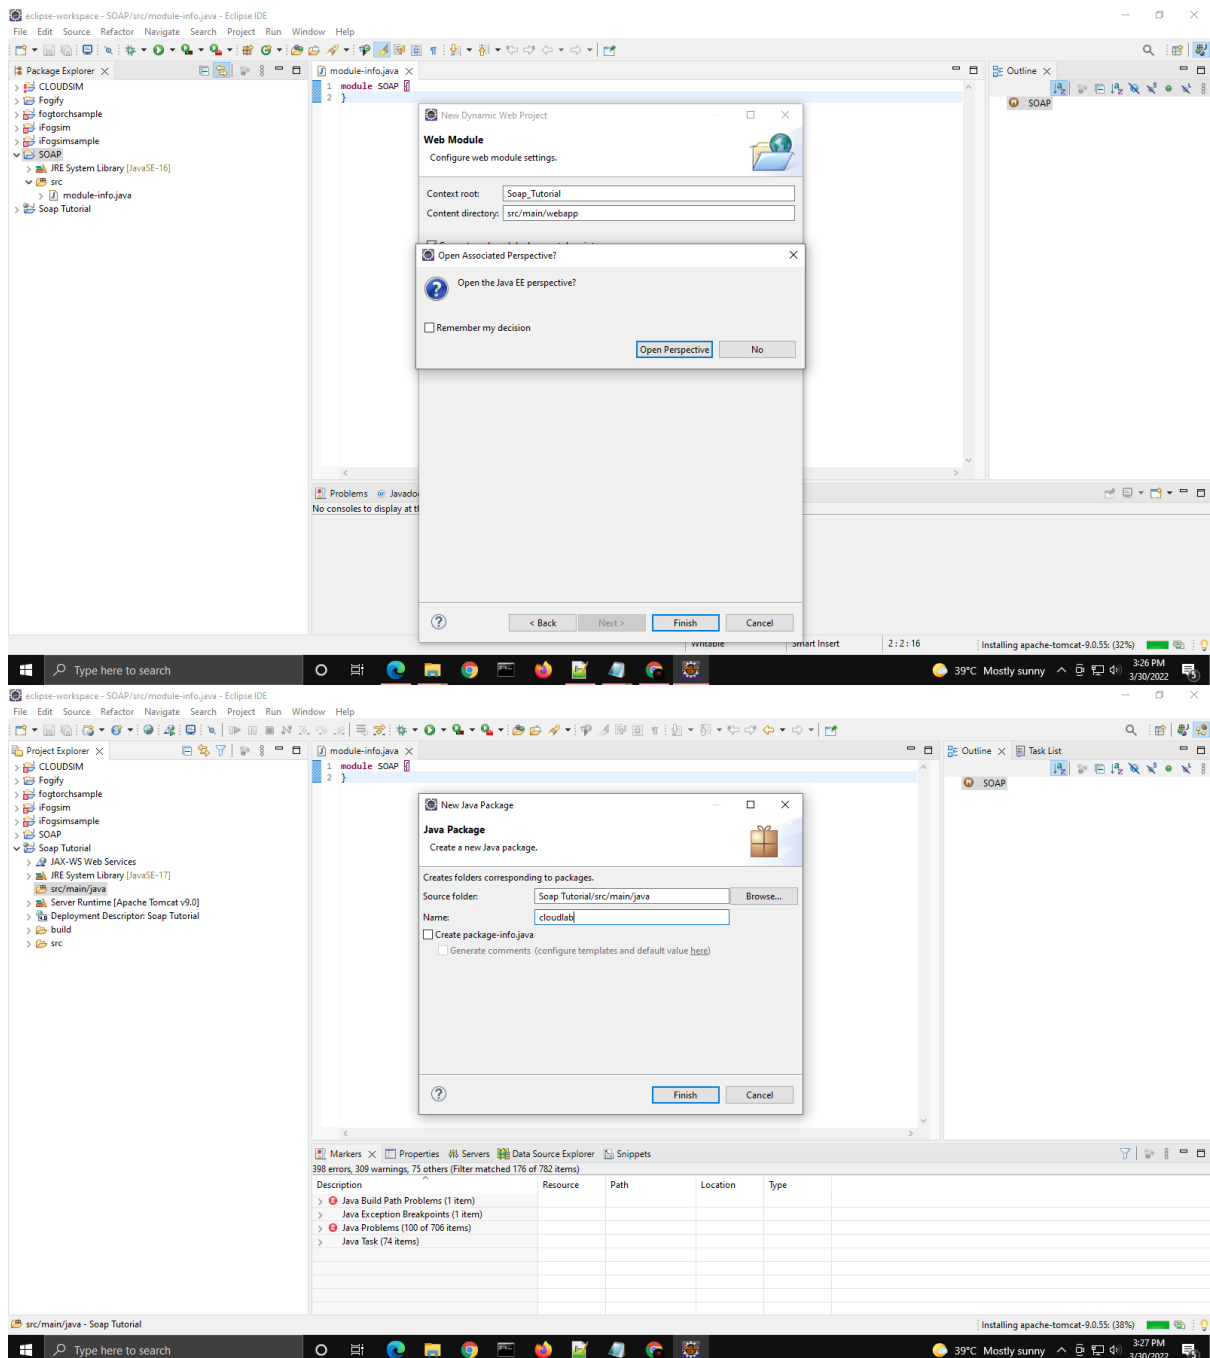 eclipse-workspace - SOAP/src/module-info.java - Eclipse IDE
File Edit Source Refactor Navigate Search Project Run Window Help
Package Explorer
CLOUDSIM
Fogify
fogtorchsample
iFogsim
iFogsimsample
SOAP
JRE System Library [JavaSE-16]
src
module-info.java
Soap Tutorial
module-info.java
1 module SOAP {
2 }
Outline
SOAP
New Dynamic Web Project
Web Module
Configure web module settings.
Context root: Soap_Tutorial
Content directory: src/main/webapp
Open Associated Perspective?
Open the Java EE perspective?
Remember my decision
Open Perspective No
Problems Javado
No consoles to display at t
< Back Next > Finish Cancel
Writable Smart Insert 2 : 2 : 16 Installing apache-tomcat-9.0.55: (32%)
Type here to search
39°C Mostly sunny
3:26 PM
3/30/2022
5
eclipse-workspace - SOAP/src/module-info.java - Eclipse IDE
File Edit Source Refactor Navigate Search Project Run Window Help
Project Explorer
CLOUDSIM
Fogify
fogtorchsample
iFogsim
iFogsimsample
SOAP
Soap Tutorial
JAX-WS Web Services
JRE System Library [JavaSE-17]
src/main/java
Server Runtime [Apache Tomcat v9.0]
Deployment Descriptor: Soap Tutorial
build
src
module-info.java
1 module SOAP {
2 }
Outline Task List
SOAP
New Java Package
Java Package
Create a new Java package.
Creates folders corresponding to packages.
Source folder: Soap Tutorial/src/main/java Browse...
Name: cloudlab
Create package-info.java
Generate comments (configure templates and default value here)
Finish Cancel
Markers Properties Servers Data Source Explorer Snippets
398 errors, 309 warnings, 75 others (Filter matched 176 of 782 items)
Description Resource Path Location Type
Java Build Path Problems (1 item)
Java Exception Breakpoints (1 item)
Java Problems (100 of 706 items)
Java Task (74 items)
src/main/java - Soap Tutorial
Installing apache-tomcat-9.0.55: (38%)
Type here to search
39°C Mostly sunny
3:27 PM
3/30/2022